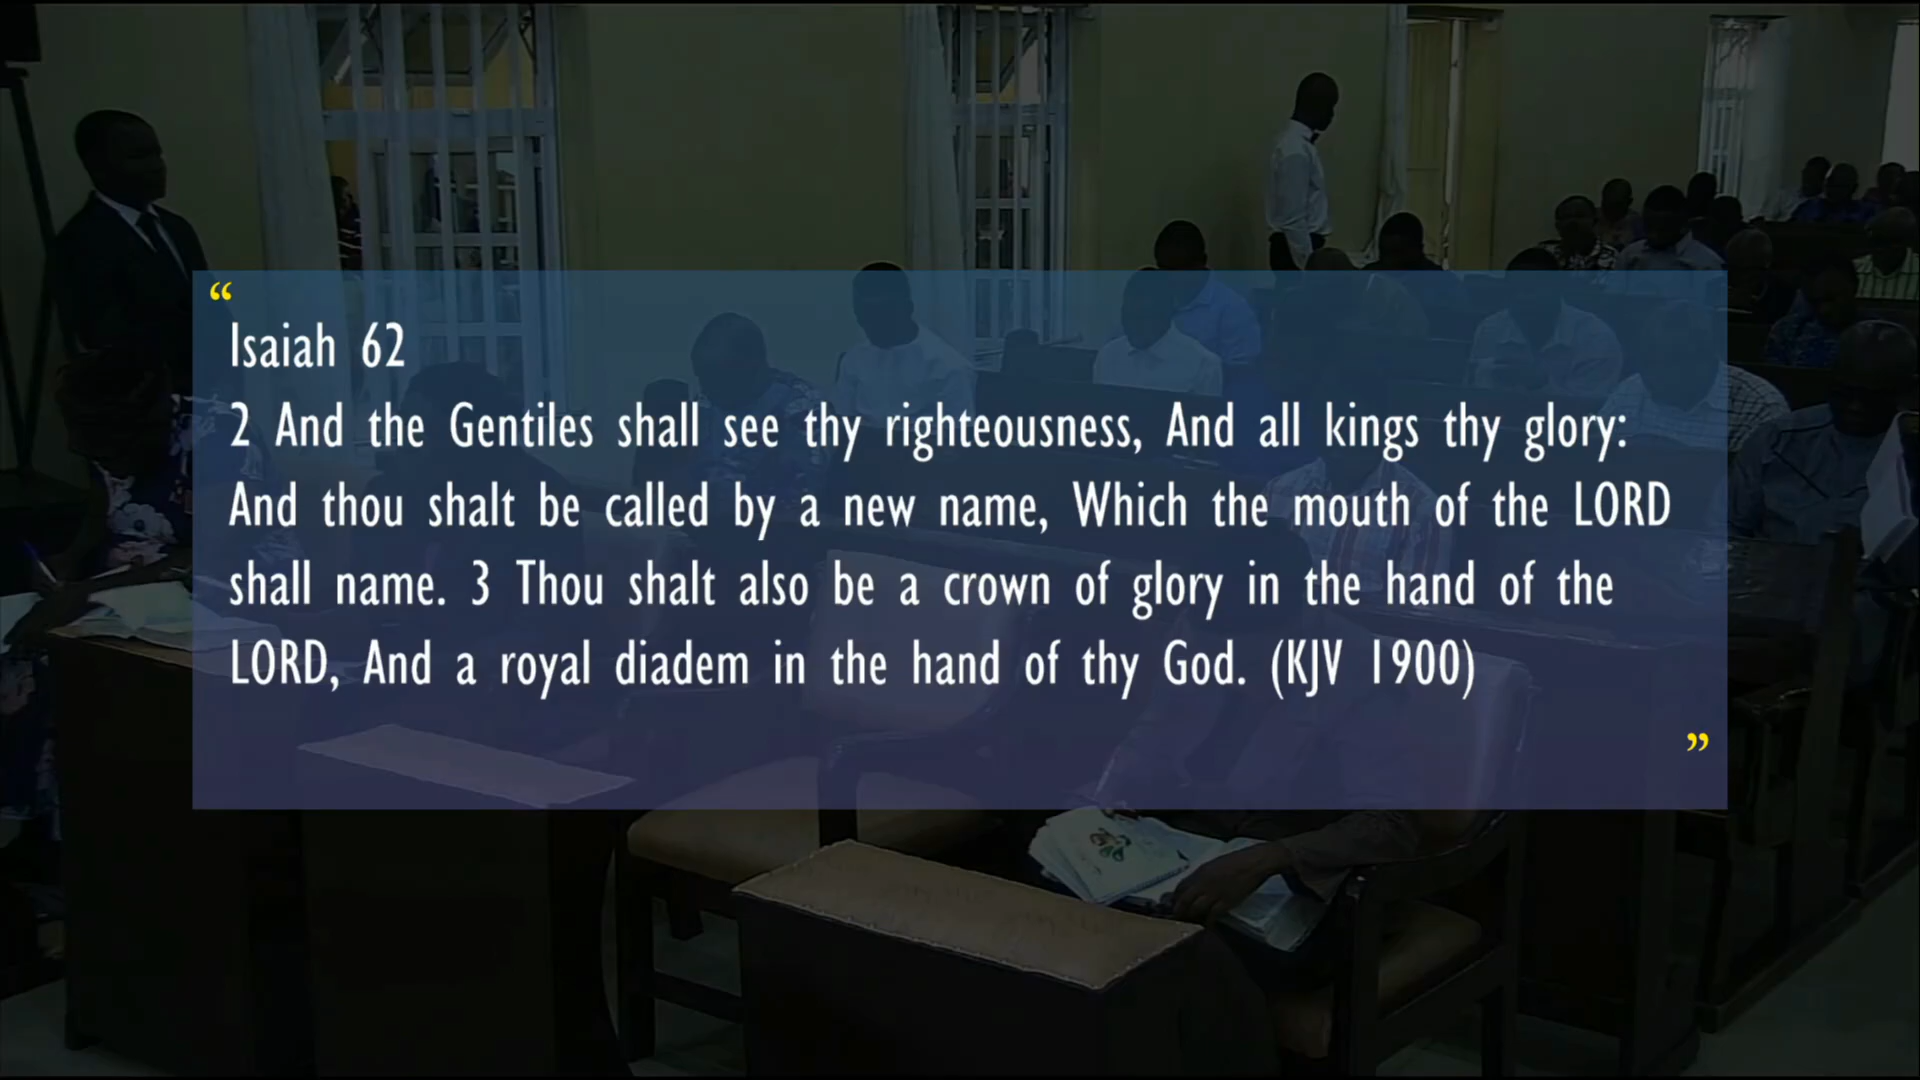 “
Isaiah 62
2 And the Gentiles shall see thy righteousness, And all kings thy glory:
And thou shalt be called by a new name, Which the mouth of the LORD
shall name. 3 Thou shalt also be a crown of glory in the hand of the
LORD, And a royal diadem in the hand of thy God. (KJV 1900)
”